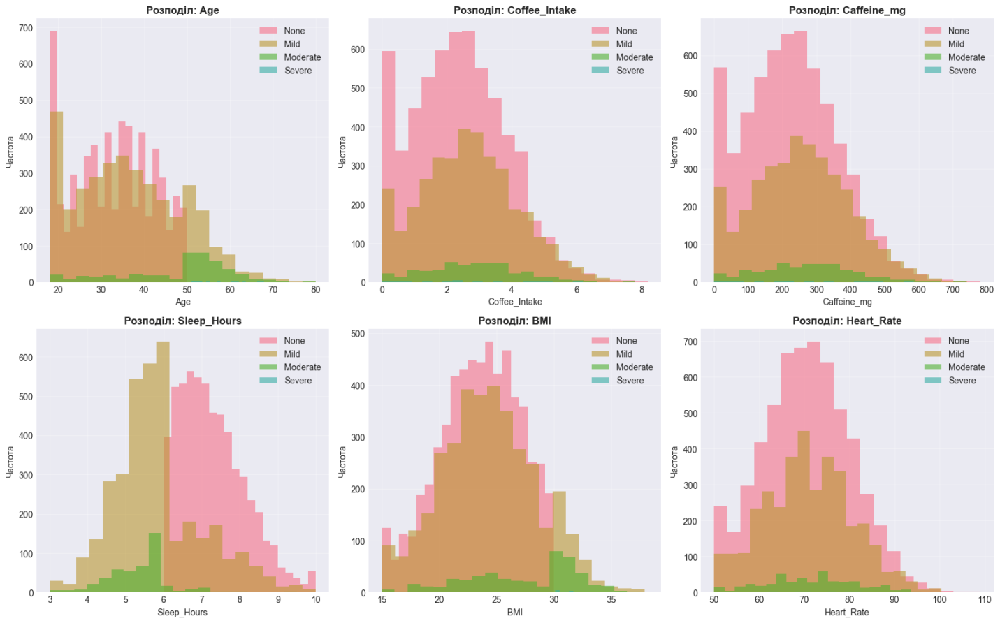 Розподіл: Age
700
600
500
400
300
200
100
0
Частота
20
30
40
50
60
70
80
Age
None
Mild
Moderate
Severe
Розподіл: Coffee_Intake
600
500
400
300
200
100
0
Частота
0
2
4
6
8
Coffee_Intake
None
Mild
Moderate
Severe
Розподіл: Caffeine_mg
600
500
400
300
200
100
0
Частота
0
100
200
300
400
500
600
700
800
Caffeine_mg
None
Mild
Moderate
Severe
Розподіл: Sleep_Hours
600
500
400
300
200
100
0
Частота
3
4
5
6
7
8
9
10
Sleep_Hours
None
Mild
Moderate
Severe
Розподіл: BMI
500
400
300
200
100
0
Частота
15
20
25
30
35
BMI
None
Mild
Moderate
Severe
Розподіл: Heart_Rate
700
600
500
400
300
200
100
0
Частота
50
60
70
80
90
100
110
Heart_Rate
None
Mild
Moderate
Severe